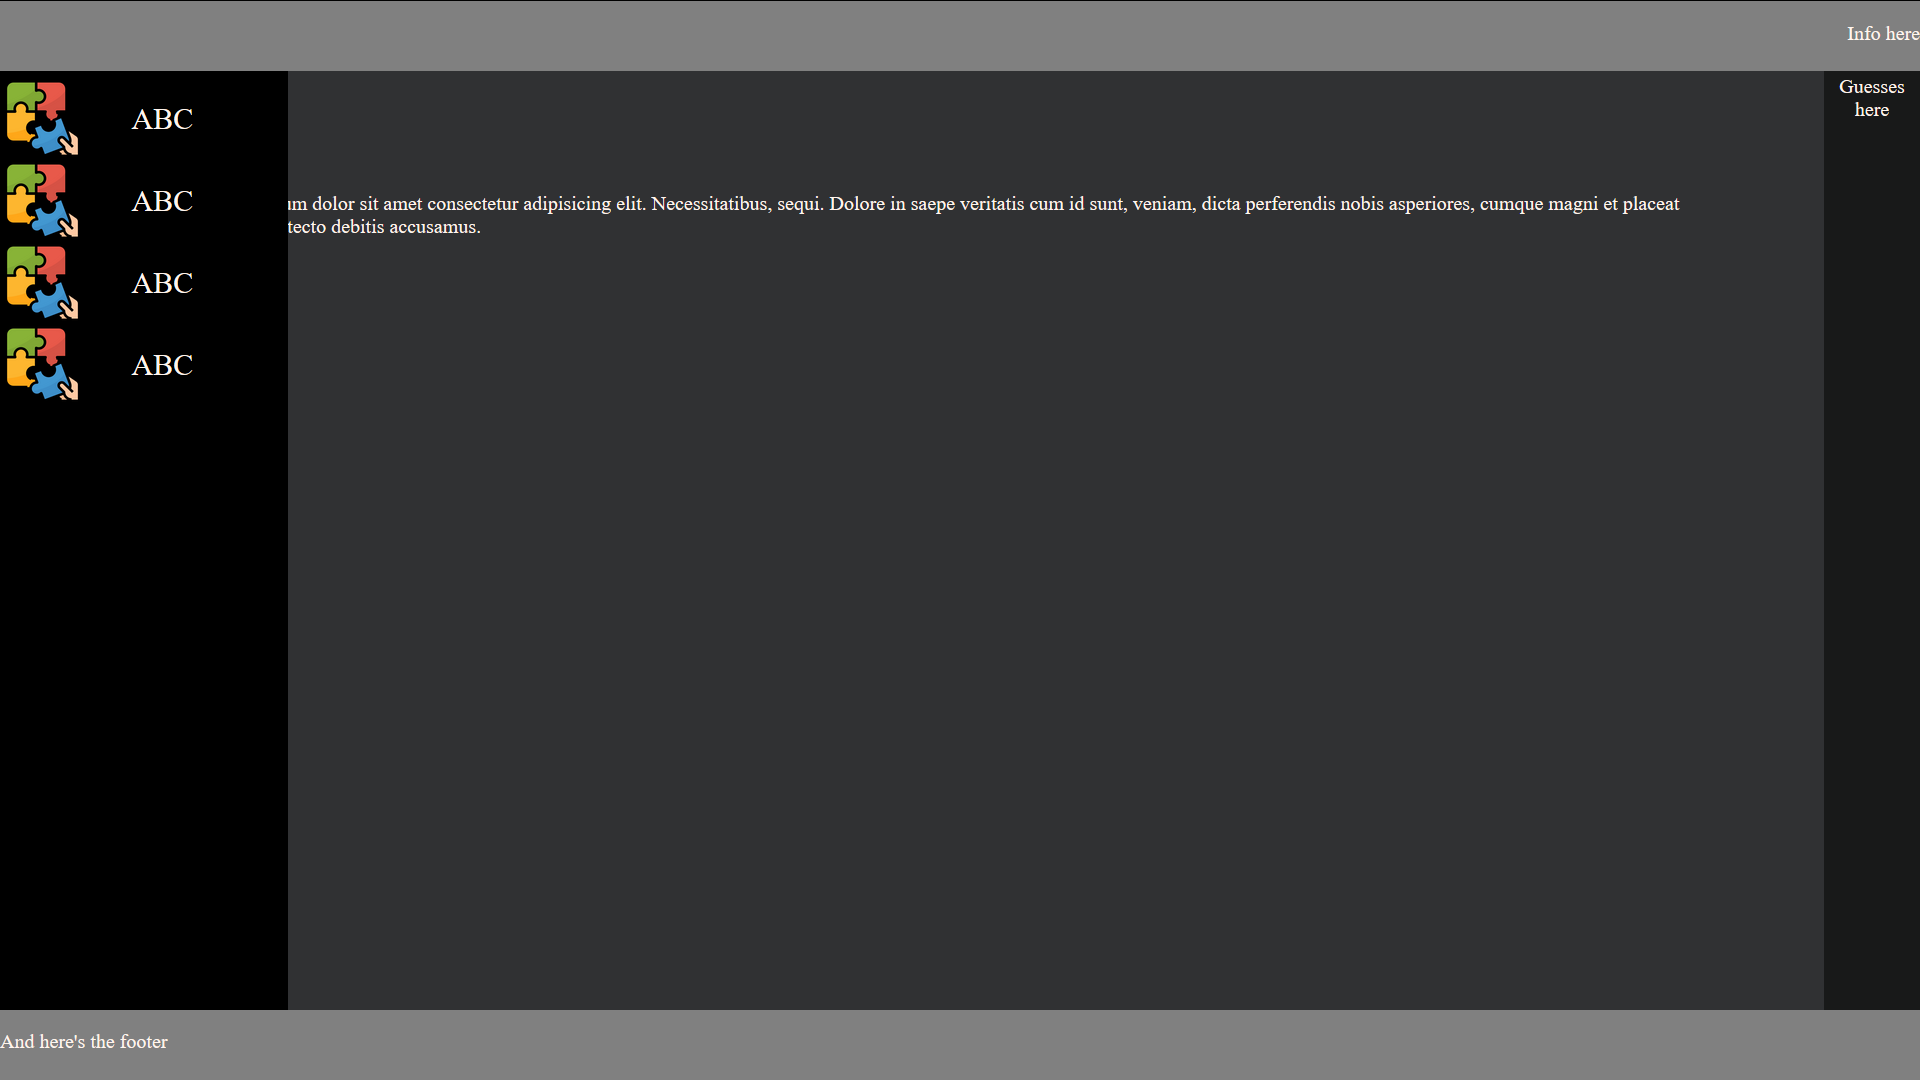 Info here
ABC
ABC
ABC
ABC
um dolor sit amet consectetur adipisicing elit. Necessitatibus, sequi. Dolore in saepe veritatis cum id sunt, veniam, dicta perferendis nobis asperiores, cumque magni et placeat
tecto debitis accusamus.
Guesses
here
And here's the footer